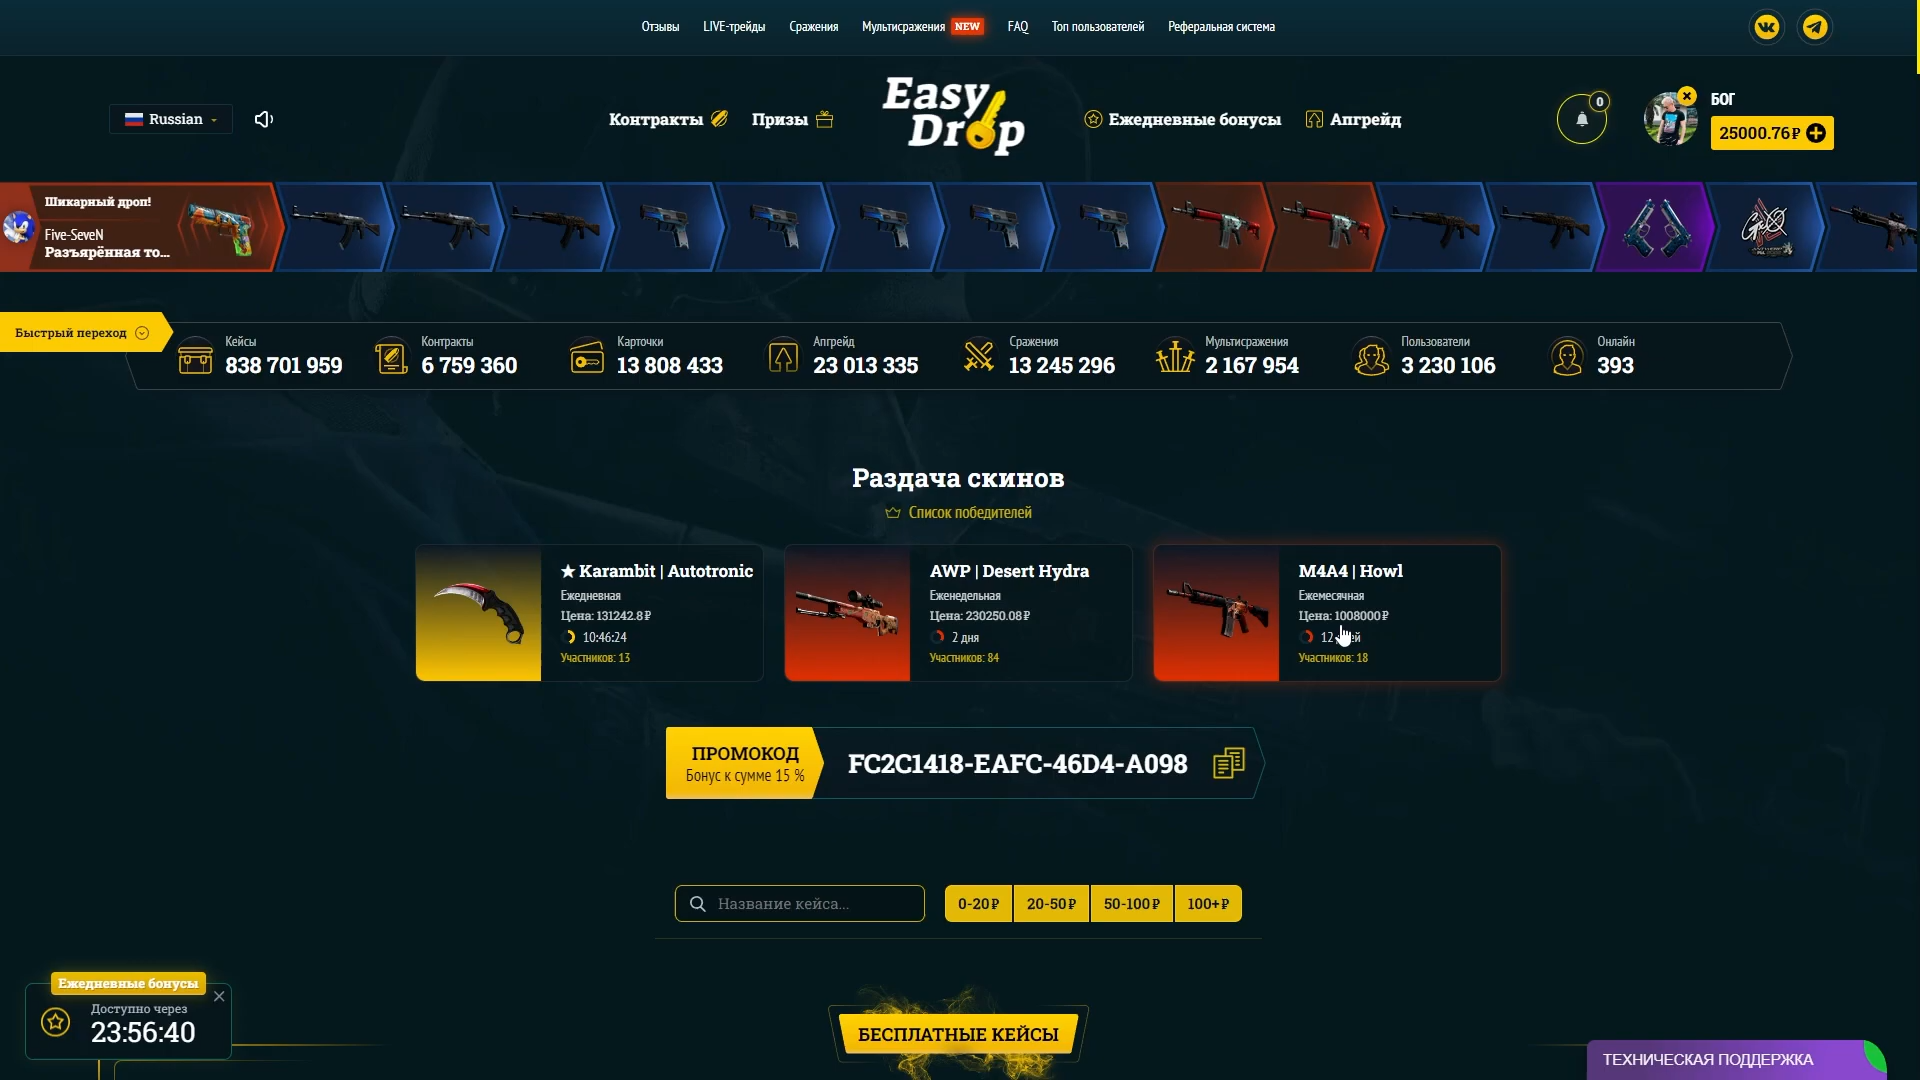 Отзывы
LIVE-трейды
Сражения
Мультисражения NEW
FAQ
Топ пользователей
Реферальная система
Russian
Контракты
Призы
Easy Drop
Ежедневные бонусы
Апгрейд
0
БОГ
25000.76₽
Шикарный дроп!
Five-SeveN
Разъярённая то...
Быстрый переход
Кейсы
838 701 959
Контракты
6 759 360
Карточки
13 808 433
Апгрейд
23 013 335
Сражения
13 245 296
Мультисражения
2 167 954
Пользователи
3 230 106
Онлайн
393
Раздача скинов
Список победителей
★ Karambit | Autotronic
Ежедневная
Цена: 131242.8₽
10:46:24
Участников: 13
AWP | Desert Hydra
Еженедельная
Цена: 230250.08₽
2 дня
Участников: 84
M4A4 | Howl
Ежемесячная
Цена: 1008000₽
12
Участников: 18
ПРОМОКОД
Бонус к сумме 15 %
FC2C1418-EAFC-46D4-A098
Название кейса...
0-20₽
20-50₽
50-100₽
100+₽
Ежедневные бонусы
Доступно через
23:56:40
БЕСПЛАТНЫЕ КЕЙСЫ
ТЕХНИЧЕСКАЯ ПОДДЕРЖКА